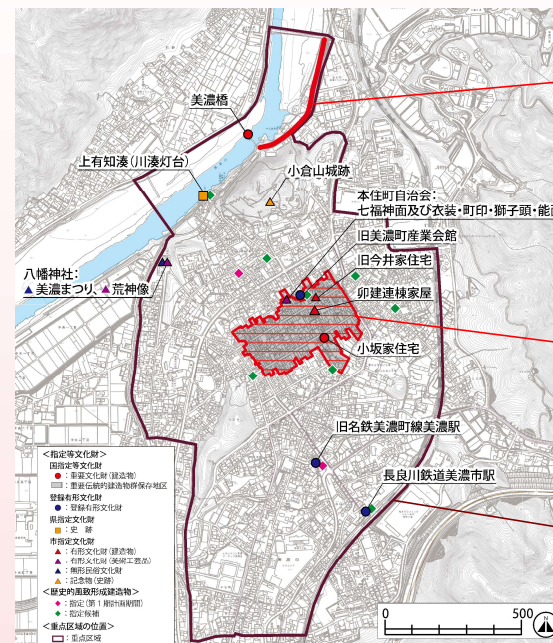 美濃橋
上有知湊(川湊灯台)
小倉山城跡
本住町自治会:
七福神面及び衣装・町印・獅子頭・能面
旧美濃町産業会館
旧今井家住宅
八幡神社:
▲美濃まつり、▲荒神像
卯建連棟家屋
小坂家住宅
旧名鉄美濃町線美濃駅
長良川鉄道美濃市駅
<指定等文化財>
国指定等文化財
:重要文化財(建造物)
:重要伝統的建造物群保存地区
登録有形文化財
:登録有形文化財
県指定文化財
:史 跡
市指定文化財
:有形文化財(建造物)
:有形文化財(美術工芸品)
:無形民俗文化財
:記念物(史跡)
<歴史的風致形成建造物>
:指定(第1期計画期間)
:指定候補
<重点区域の位置>
:重点区域
0 500